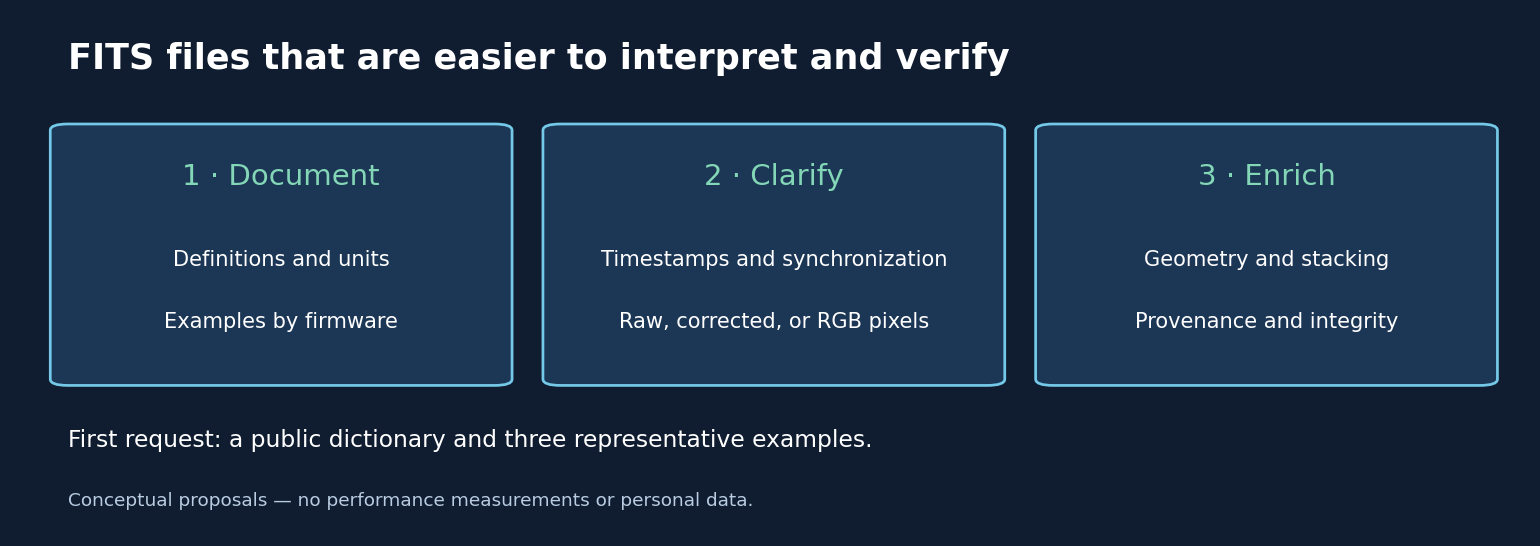 FITS files that are easier to interpret and verify
1 · Document
Definitions and units
Examples by firmware
2 · Clarify
Timestamps and synchronization
Raw, corrected, or RGB pixels
3 · Enrich
Geometry and stacking
Provenance and integrity
First request: a public dictionary and three representative examples.
Conceptual proposals — no performance measurements or personal data.